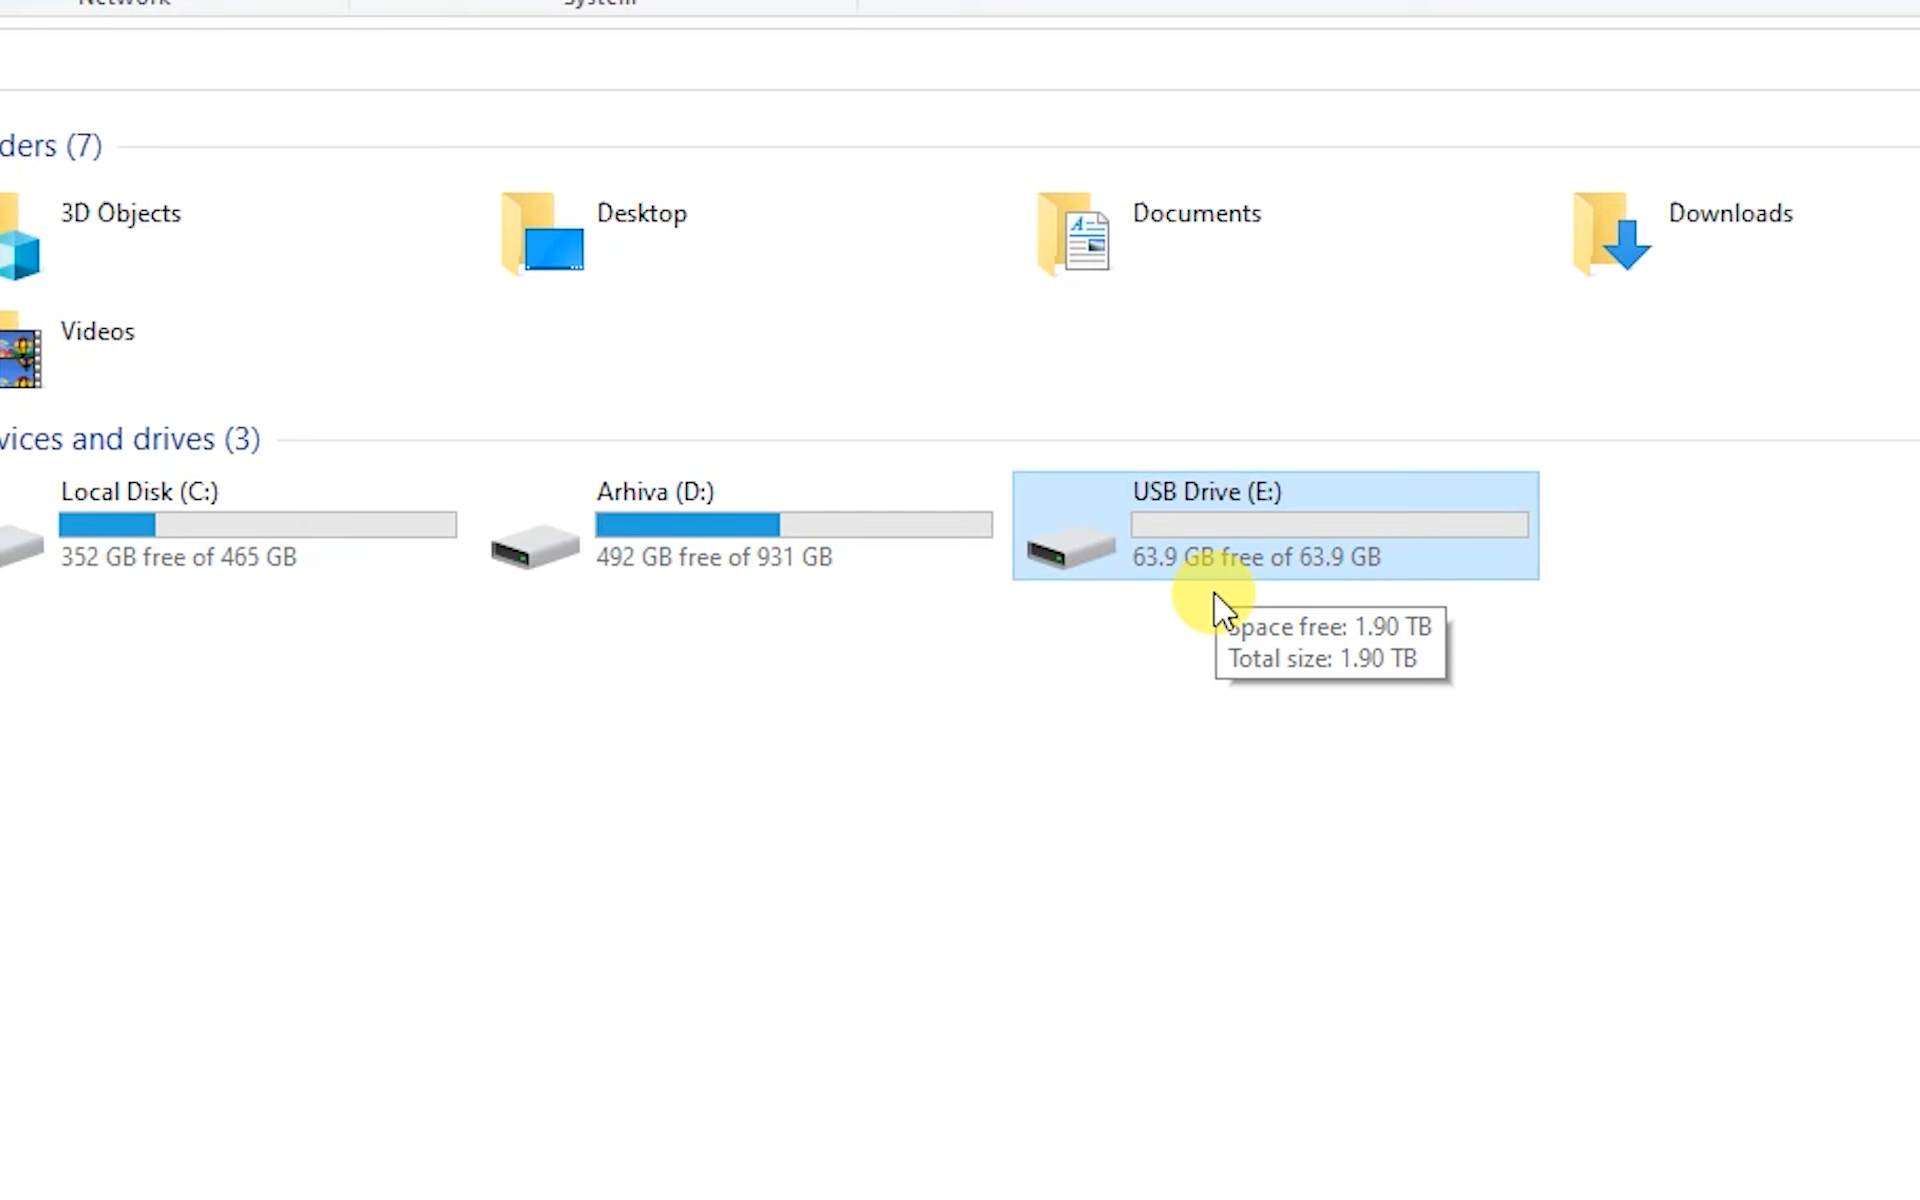 Network
System
ders (7)
3D Objects
Desktop
Documents
Downloads
Videos
vices and drives (3)
Local Disk (C:)
352 GB free of 465 GB
Arhiva (D:)
492 GB free of 931 GB
USB Drive (E:)
63.9 GB free of 63.9 GB
Space free: 1.90 TB
Total size: 1.90 TB